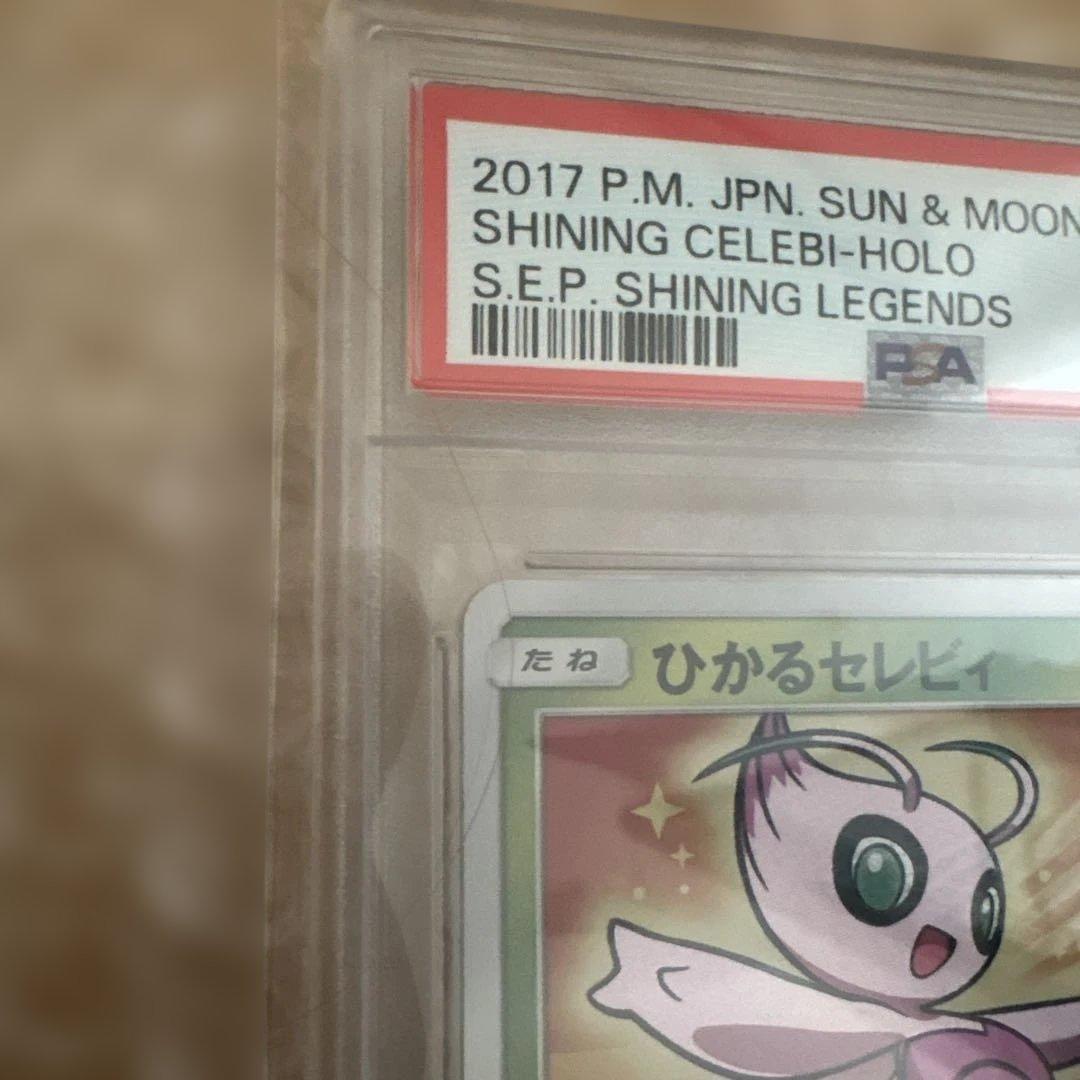 2017 P.M. JPN. SUN & MOON
SHINING CELEBI-HOLO
S.E.P. SHINING LEGENDS
PSA
たね
ひかるセレビィ